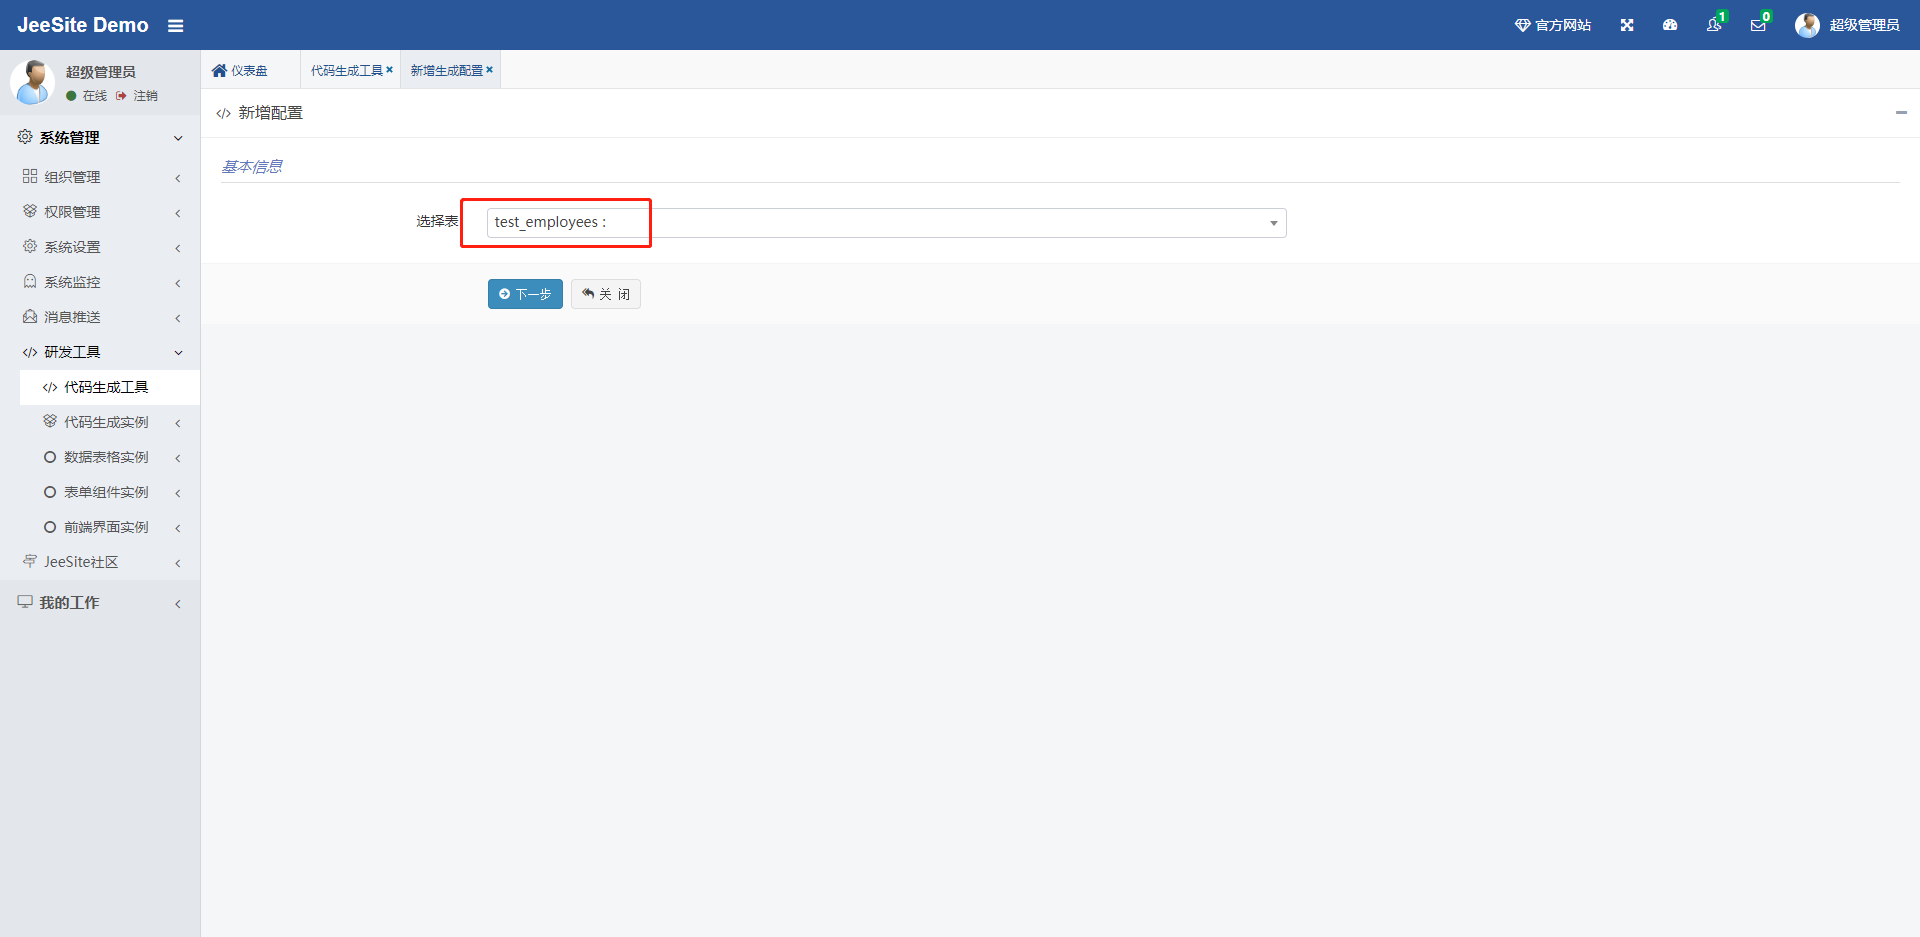 JeeSite Demo
官方网站
1
0
超级管理员
超级管理员
在线
注销
仪表盘
代码生成工具
新增生成配置
系统管理
组织管理
权限管理
系统设置
系统监控
消息推送
研发工具
代码生成工具
代码生成实例
数据表格实例
表单组件实例
前端界面实例
JeeSite社区
我的工作
新增配置
基本信息
选择表
test_employees :
下一步
关 闭